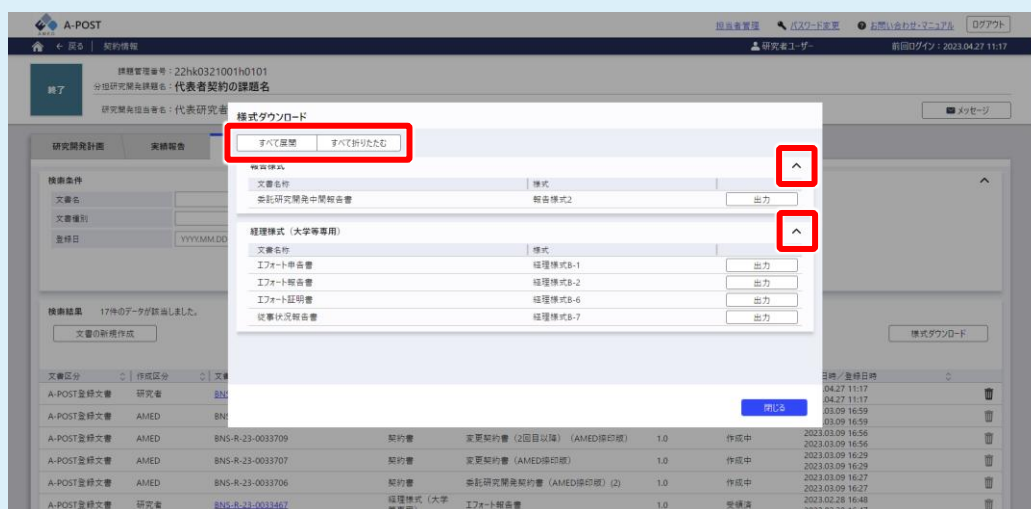 A-POST
担当者管理 パスワード変更 お問い合わせ・マニュアル ログアウト
← 戻る 契約情報 研究者ユーザー 前回ログイン：2023.04.27 11:17
終了
課題管理番号：22hk0321001h0101
分担研究開発課題名：代表者契約の課題名
研究開発担当者名：代表研究者
メッセージ
研究開発計画 実績報告
検索条件
文書名
文書種別
登録日 YYYY.MM.DD
様式ダウンロード
すべて展開 すべて折りたたむ
報告様式
文書名称 様式
委託研究開発中間報告書 報告様式2 出力
経理様式（大学等専用）
文書名称 様式
エフォート申告書 経理様式B-1 出力
エフォート報告書 経理様式B-2 出力
エフォート証明書 経理様式B-6 出力
従事状況報告書 経理様式B-7 出力
閉じる
検索結果 17件のデータが該当しました。
文書の新規作成 様式ダウンロード
文書区分 作成区分 日時／登録日時
A-POST登録文書 研究者 BNS- .04.27 11:17
.04.27 11:17
A-POST登録文書 AMED BNS- .03.09 16:59
.03.09 16:59
A-POST登録文書 AMED BNS-R-23-0033709 契約書 変更契約書（2回目以降）（AMED押印版） 1.0 作成中 2023.03.09 16:56
2023.03.09 16:56
A-POST登録文書 AMED BNS-R-23-0033707 契約書 変更契約書（AMED押印版） 1.0 作成中 2023.03.09 16:29
2023.03.09 16:29
A-POST登録文書 AMED BNS-R-23-0033706 契約書 委託研究開発契約書（AMED押印版）(2) 1.0 作成中 2023.03.09 16:27
2023.03.09 16:27
A-POST登録文書 研究者 BNS-R-23-0033467 経理様式（大学 エフォート報告書 1.0 受領済 2023.02.28 16:48